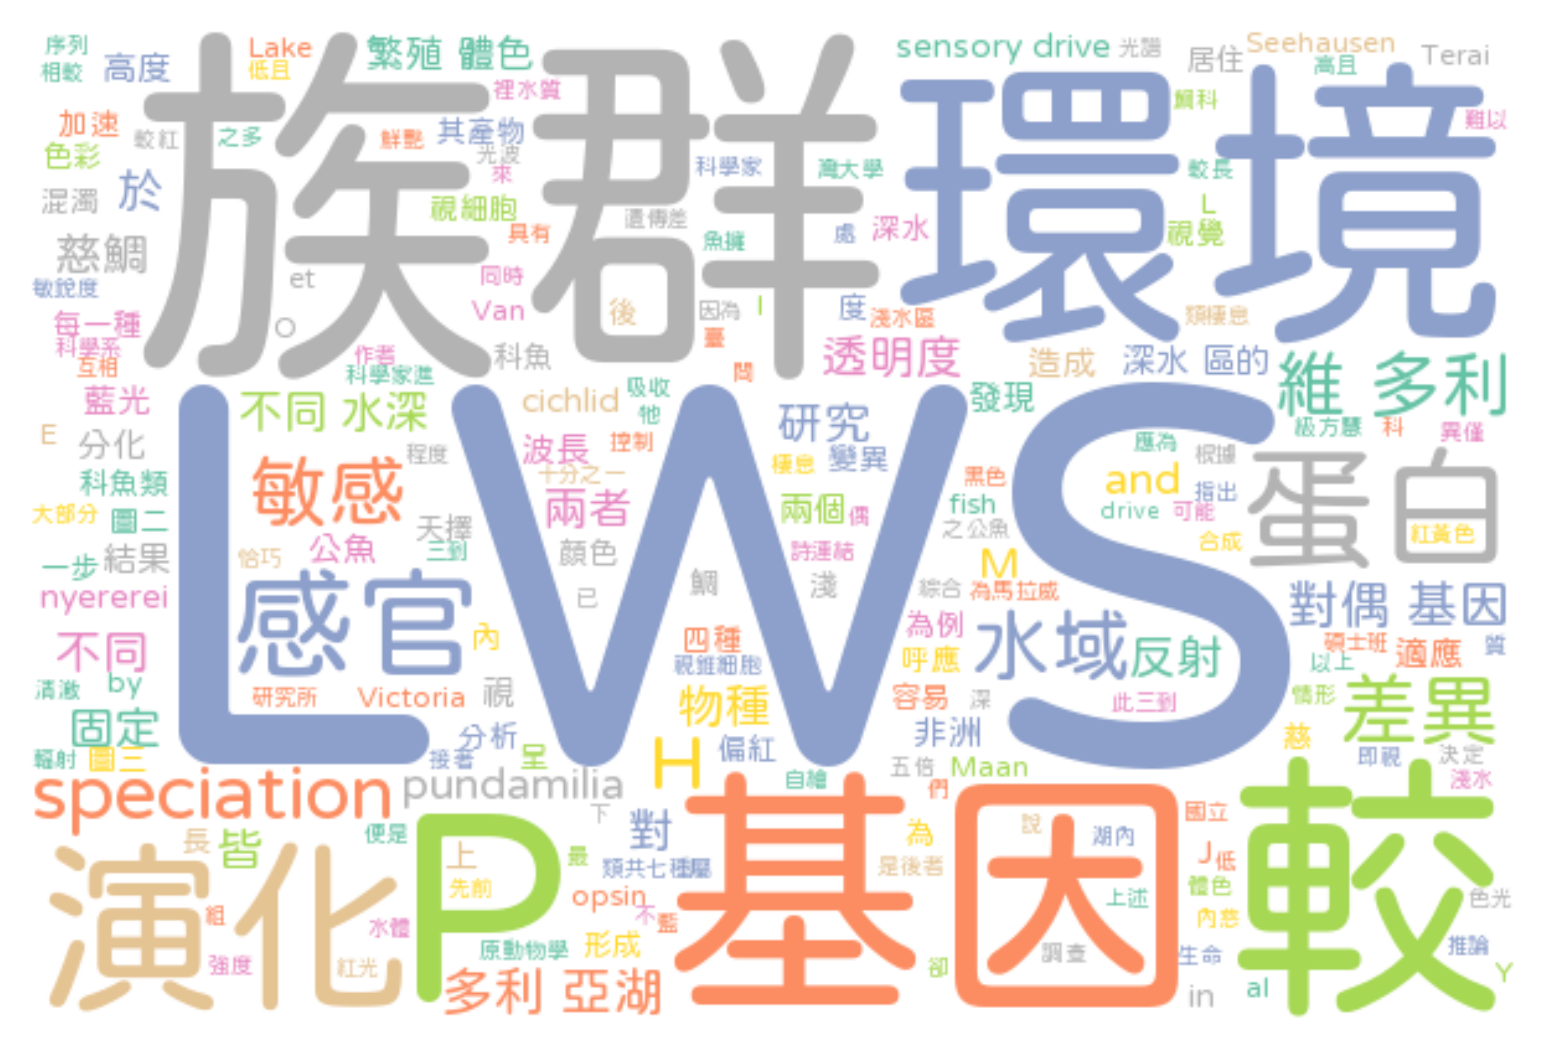 序列
Lake
繁殖 體色
sensory drive
光譜
居住
Seehausen
Terai
相較
高度
低且
高且
族群
環境
裡水質
加速
較紅
之多
鮮豔
其產物
光波
科學家
灣大學
較長
難以
色彩
來
混濁
於
視細胞
遺傳差
L
具有
魚擁
處
深水
視覺
慈鯛
et
同時
敏銳度
Van
後
因為
I
度
淺水區
類棲息
每一種
O
臺
科學系
作者
科魚
透明度
造成
深水 區的
維 多利
互相
科學家進
問
藍光
不同 水深
吸收
cichlid
牠
研究
發現
LWS
E
分化
程度
波長
控制
應為
根據
級方慧
科
異僅
敏感
十分之一
棲息
變異
黑色
and
指出
蛋白
科魚類
大部分
圖二
兩者
兩個
偶
fish
drive
可能
紅黃色
天擇
之公魚
公魚
三到
顏色
詩連結
合成
一步
結果
恰巧
M
nyererei
感官
已
鯛
淺
綜合
為馬拉威
對偶 基因
不同
內
四種
為例
水域
反射
碩士班
適應
質
視錐細胞
呼應
以上
清澈
by
研究所
Victoria
視
物種
容易
深
此三到
情形
差異
固定
分析
非洲
慈
輻射
圖三
接著
呈
H
偏紅
即視
決定
speciation
pundamilia
自繪
五倍
Maan
淺水
們
演化
P
基因
較
下
國立
長
皆
便是
對
為
說
湖內
上
最
類共七種屬
是後者
J
低
先前
opsin
體色
上述
色光
組
不
藍
內慈
水體
原動物學
形成
調查
生命
推論
強度
紅光
多利 亞湖
卻
in
al
Y